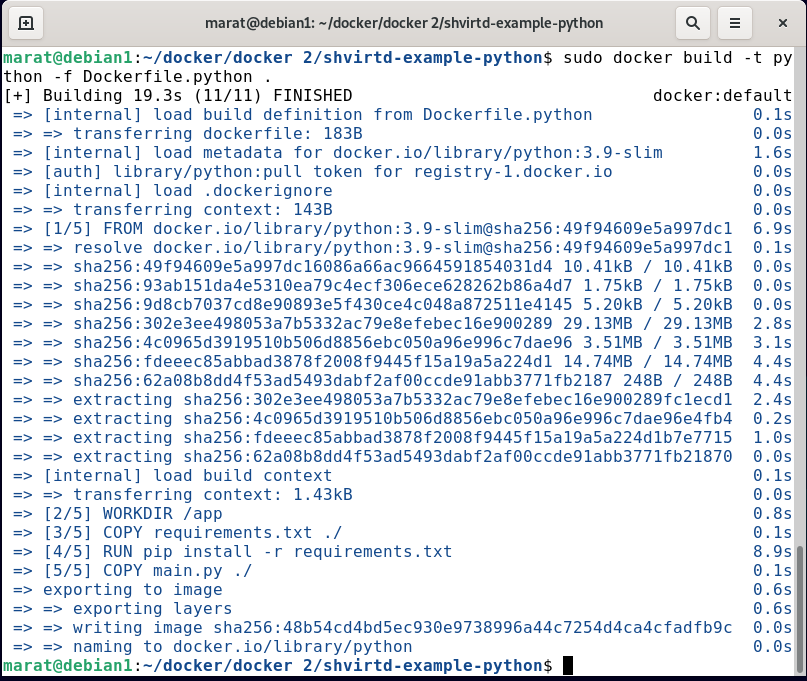 marat@debian1: ~/docker/docker 2/shvirtd-example-python
marat@debian1:~/docker/docker 2/shvirtd-example-python$ sudo docker build -t py
thon -f Dockerfile.python .
[+] Building 19.3s (11/11) FINISHED docker:default
=> [internal] load build definition from Dockerfile.python 0.1s
=> => transferring dockerfile: 183B 0.0s
=> [internal] load metadata for docker.io/library/python:3.9-slim 1.6s
=> [auth] library/python:pull token for registry-1.docker.io 0.0s
=> [internal] load .dockerignore 0.0s
=> => transferring context: 143B 0.0s
=> [1/5] FROM docker.io/library/python:3.9-slim@sha256:49f94609e5a997dc1 6.9s
=> => resolve docker.io/library/python:3.9-slim@sha256:49f94609e5a997dc1 0.1s
=> => sha256:49f94609e5a997dc16086a66ac9664591854031d4 10.41kB / 10.41kB 0.0s
=> => sha256:93ab151da4e5310ea79c4ecf306ece628262b86a4d7 1.75kB / 1.75kB 0.0s
=> => sha256:9d8cb7037cd8e90893e5f430ce4c048a872511e4145 5.20kB / 5.20kB 0.0s
=> => sha256:302e3ee498053a7b5332ac79e8efebec16e900289 29.13MB / 29.13MB 2.8s
=> => sha256:4c0965d3919510b506d8856ebc050a96e996c7dae96 3.51MB / 3.51MB 3.1s
=> => sha256:fdeeec85abbad3878f2008f9445f15a19a5a224d1 14.74MB / 14.74MB 4.4s
=> => sha256:62a08b8dd4f53ad5493dabf2af00ccde91abb3771fb2187 248B / 248B 4.4s
=> => extracting sha256:302e3ee498053a7b5332ac79e8efebec16e900289fc1ecd1 2.4s
=> => extracting sha256:4c0965d3919510b506d8856ebc050a96e996c7dae96e4fb4 0.2s
=> => extracting sha256:fdeeec85abbad3878f2008f9445f15a19a5a224d1b7e7715 1.0s
=> => extracting sha256:62a08b8dd4f53ad5493dabf2af00ccde91abb3771fb21870 0.0s
=> [internal] load build context 0.1s
=> => transferring context: 1.43kB 0.0s
=> [2/5] WORKDIR /app 0.8s
=> [3/5] COPY requirements.txt ./ 0.1s
=> [4/5] RUN pip install -r requirements.txt 8.9s
=> [5/5] COPY main.py ./ 0.1s
=> exporting to image 0.6s
=> => exporting layers 0.6s
=> => writing image sha256:48b54cd4bd5ec930e9738996a44c7254d4ca4cfadfb9c 0.0s
=> => naming to docker.io/library/python 0.0s
marat@debian1:~/docker/docker 2/shvirtd-example-python$